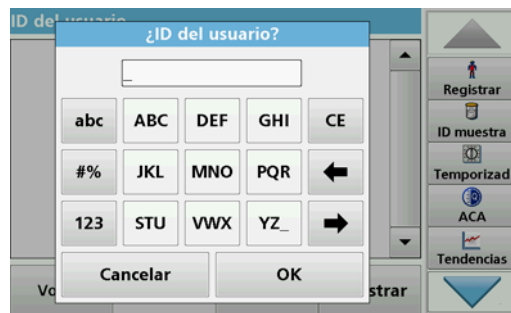 ID del usuario
¿ID del usuario?
_
abc ABC DEF GHI CE
#% JKL MNO PQR
123 STU VWX YZ_
Cancelar OK
Vo
strar
Registrar
ID muestra
Temporizad
ACA
Tendencias